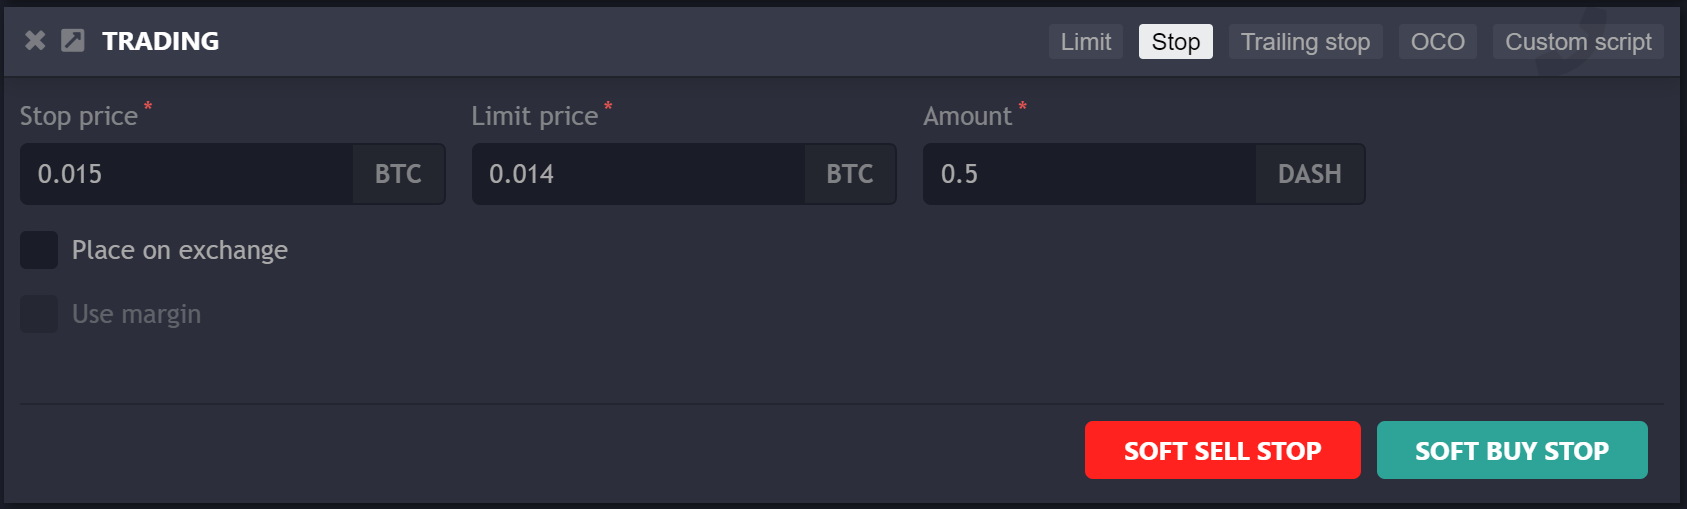 TRADING Limit Stop Trailing stop OCO Custom script
Stop price * Limit price * Amount *
0.015 BTC 0.014 BTC 0.5 DASH
Place on exchange
Use margin
SOFT SELL STOP SOFT BUY STOP